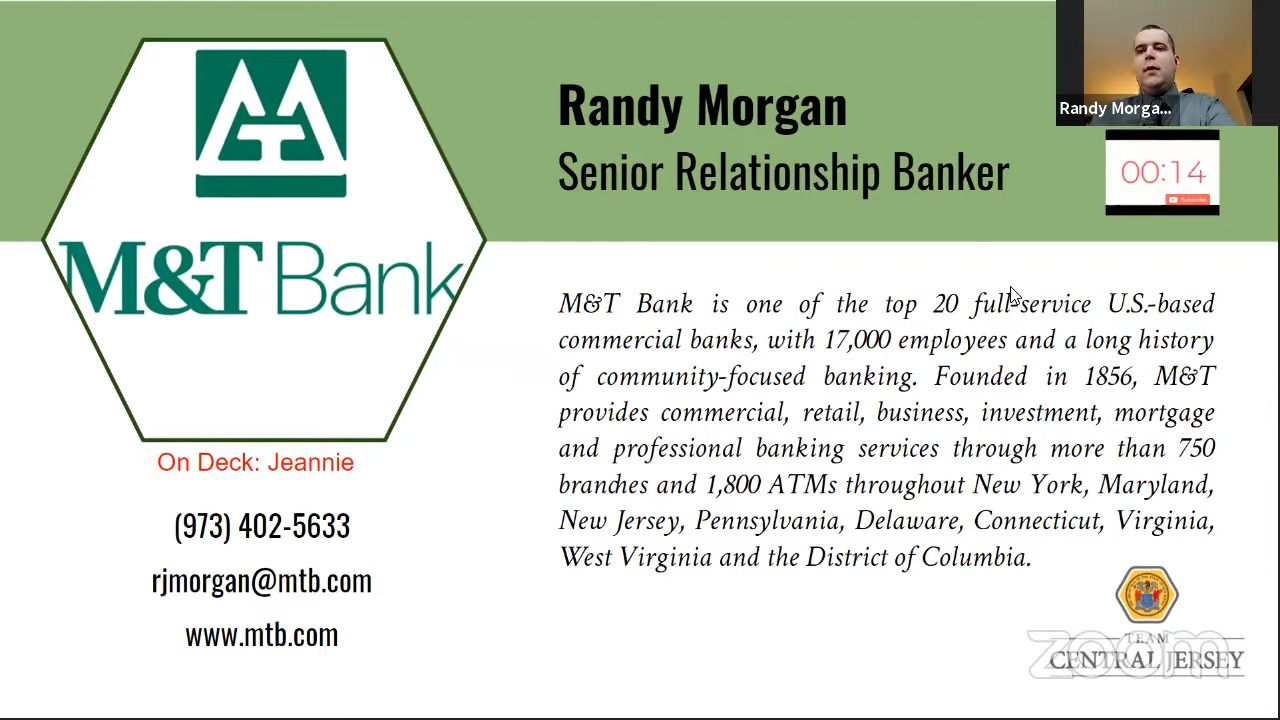 M&T Bank
Randy Morgan
Senior Relationship Banker
Randy Morga...
00:14
Subscribe
M&T Bank is one of the top 20 full-service U.S.-based
commercial banks, with 17,000 employees and a long history
of community-focused banking. Founded in 1856, M&T
provides commercial, retail, business, investment, mortgage
and professional banking services through more than 750
branches and 1,800 ATMs throughout New York, Maryland,
New Jersey, Pennsylvania, Delaware, Connecticut, Virginia,
West Virginia and the District of Columbia.
On Deck: Jeannie
(973) 402-5633
rjmorgan@mtb.com
www.mtb.com
TEAM
CENTRAL JERSEY
zoom